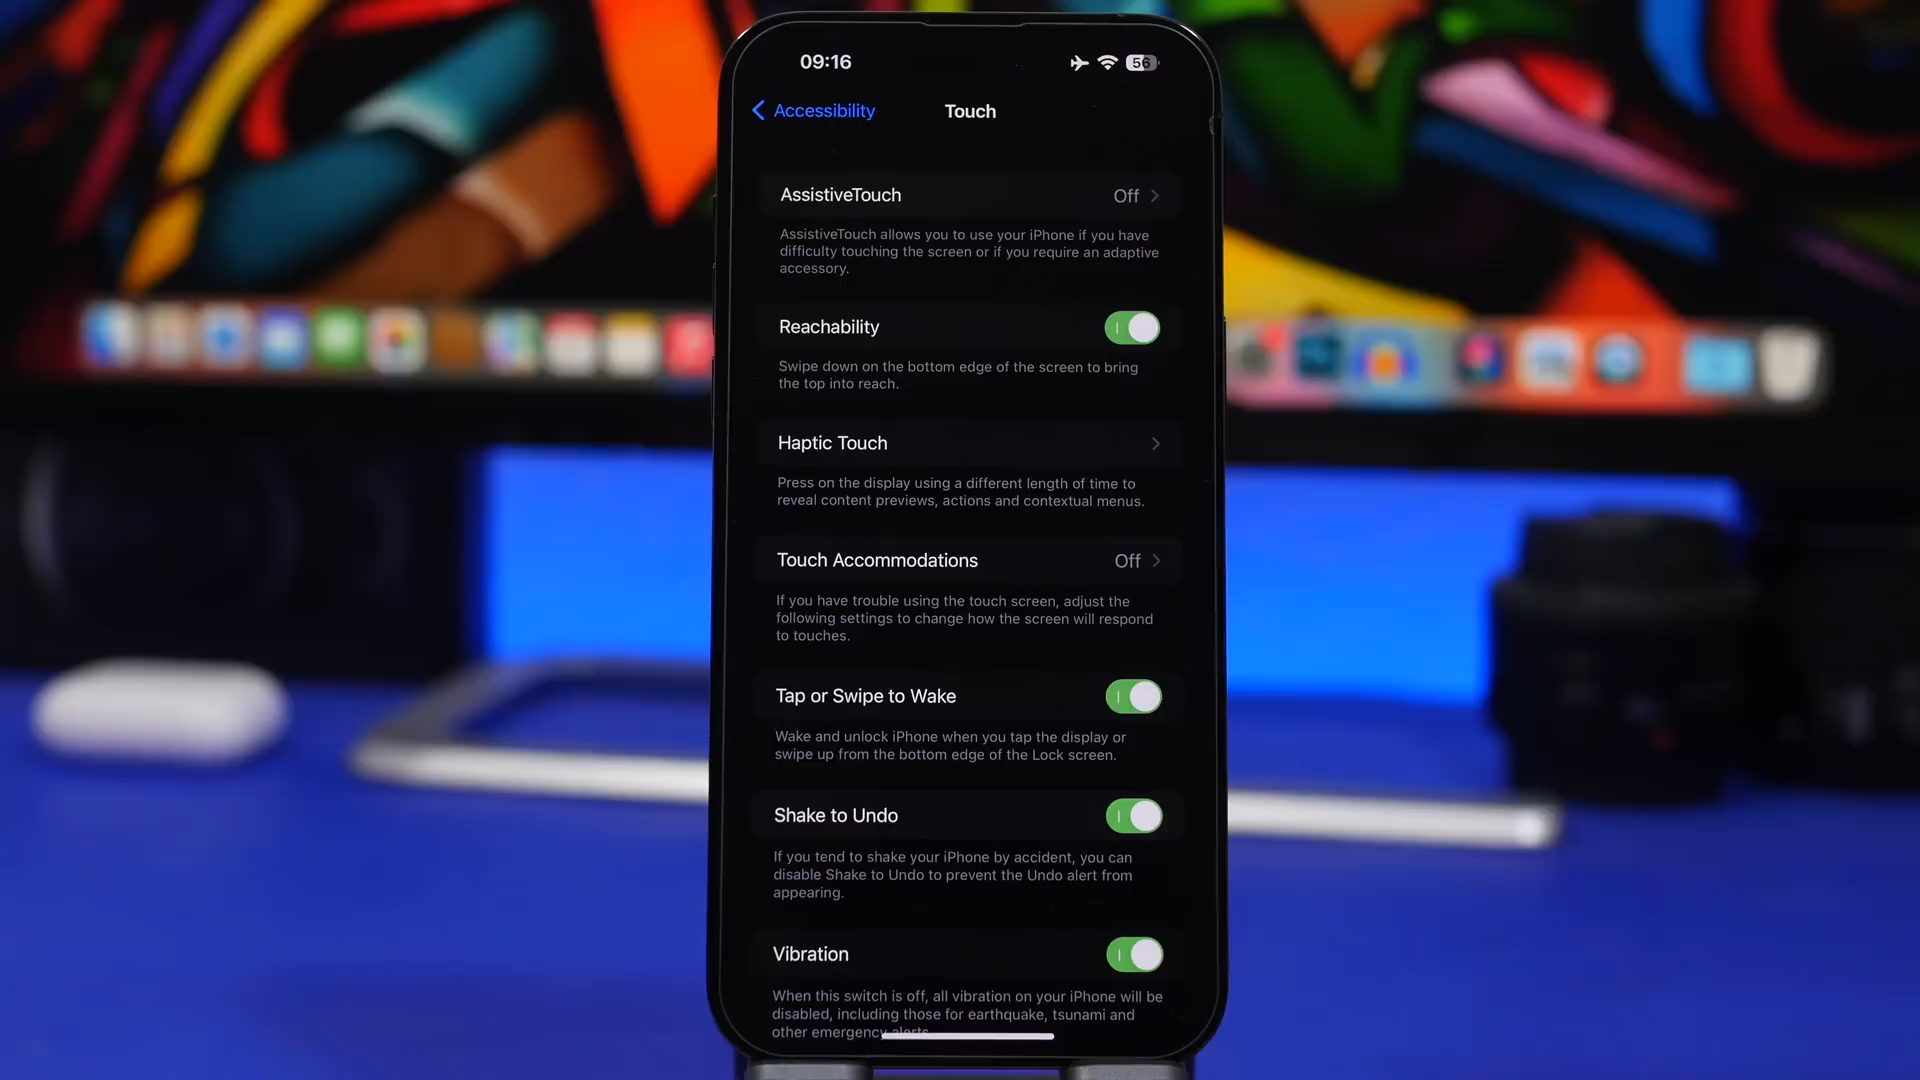 09:16
56
Accessibility
Touch
AssistiveTouch
Off
AssistiveTouch allows you to use your iPhone if you have
difficulty touching the screen or if you require an adaptive
accessory.
Reachability
Swipe down on the bottom edge of the screen to bring
the top into reach.
Haptic Touch
Press on the display using a different length of time to
reveal content previews, actions and contextual menus.
Touch Accommodations
Off
If you have trouble using the touch screen, adjust the
following settings to change how the screen will respond
to touches.
Tap or Swipe to Wake
Wake and unlock iPhone when you tap the display or
swipe up from the bottom edge of the Lock screen.
Shake to Undo
If you tend to shake your iPhone by accident, you can
disable Shake to Undo to prevent the Undo alert from
appearing.
Vibration
When this switch is off, all vibration on your iPhone will be
disabled, including those for earthquake, tsunami and
other emergency alerts.